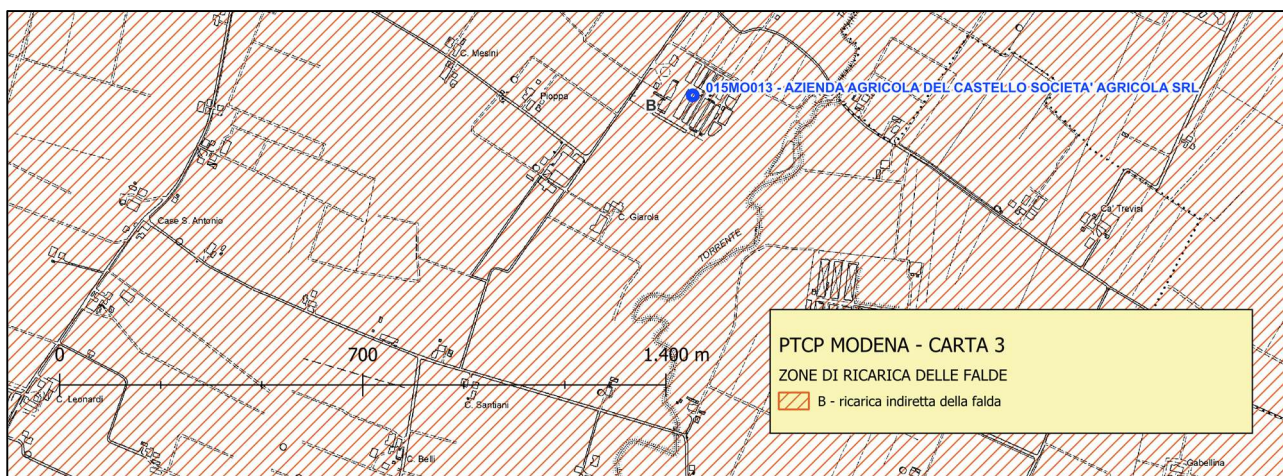 C. Mesini
Pioppa
B
015MO013 - AZIENDA AGRICOLA DEL CASTELLO SOCIETA' AGRICOLA SRL
Case S. Antonio
C. Giarola
TORRENTE
Ca' Trevisi
0
700
1.400 m
C. Leonardi
C. Santiani
C. Belli
Gabellina
PTCP MODENA - CARTA 3
ZONE DI RICARICA DELLE FALDE
B - ricarica indiretta della falda